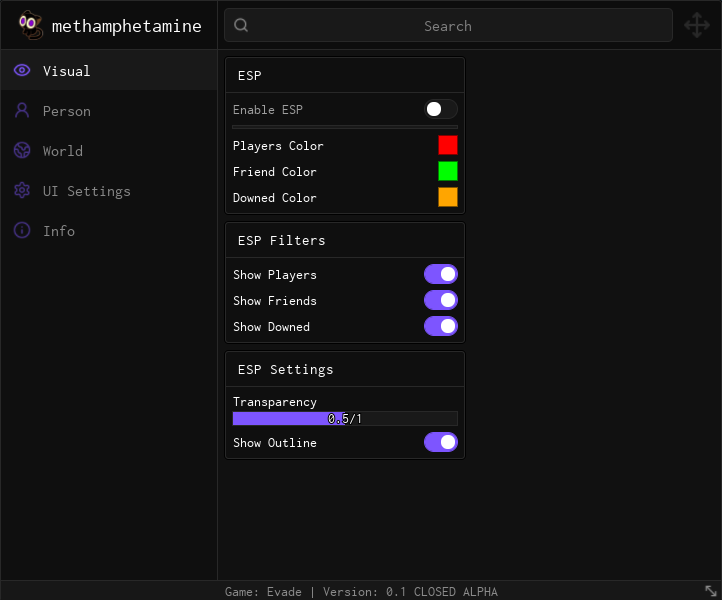 methamphetamine
Search
Visual
Person
World
UI Settings
Info
ESP
Enable ESP
Players Color
Friend Color
Downed Color
ESP Filters
Show Players
Show Friends
Show Downed
ESP Settings
Transparency
0.5/1
Show Outline
Game: Evade | Version: 0.1 CLOSED ALPHA